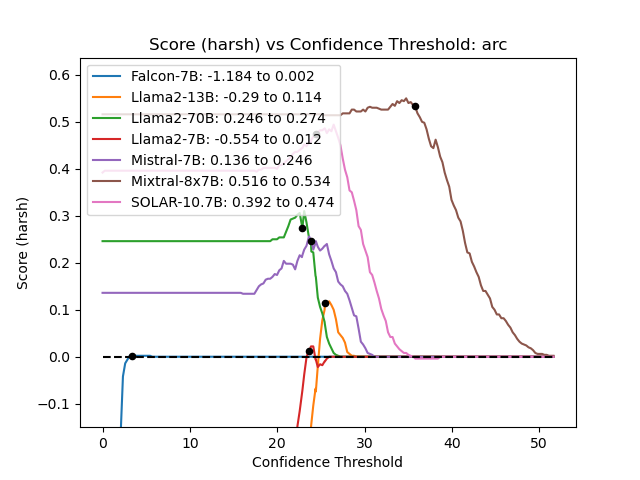 Score (harsh) vs Confidence Threshold: arc
Score (harsh)
0.6
0.5
0.4
0.3
0.2
0.1
0.0
−0.1
Falcon-7B: -1.184 to 0.002
Llama2-13B: -0.29 to 0.114
Llama2-70B: 0.246 to 0.274
Llama2-7B: -0.554 to 0.012
Mistral-7B: 0.136 to 0.246
Mixtral-8x7B: 0.516 to 0.534
SOLAR-10.7B: 0.392 to 0.474
0 10 20 30 40 50
Confidence Threshold